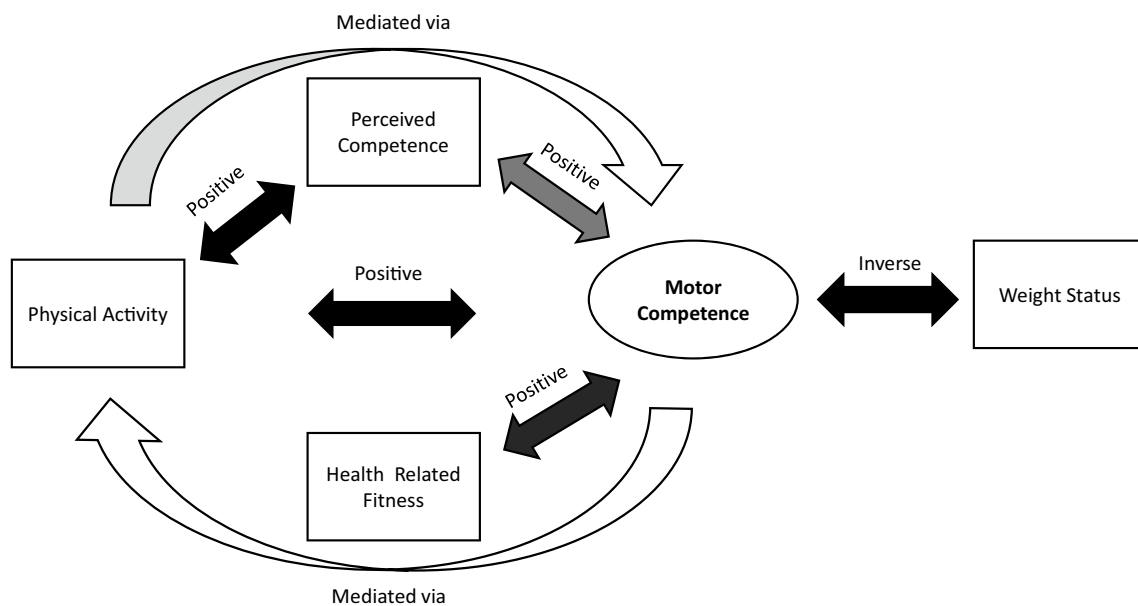 Mediated via
Perceived
Competence
Positive
Positive
Positive
Physical Activity
Motor
Competence
Inverse
Weight Status
Positive
Health Related
Fitness
Mediated via